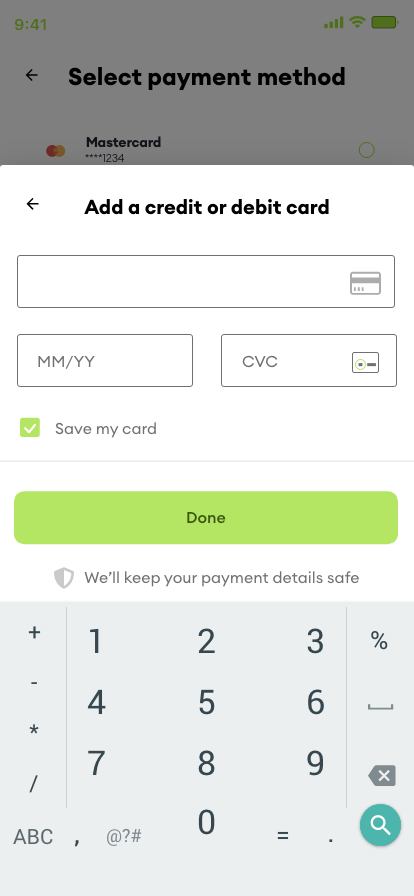 9:41
Select payment method
Mastercard
****1234
Add a credit or debit card
MM/YY
CVC
Save my card
Done
We’ll keep your payment details safe
+ 1 2 3 %
- 4 5 6
* 7 8 9
/
ABC , @?# 0 = .